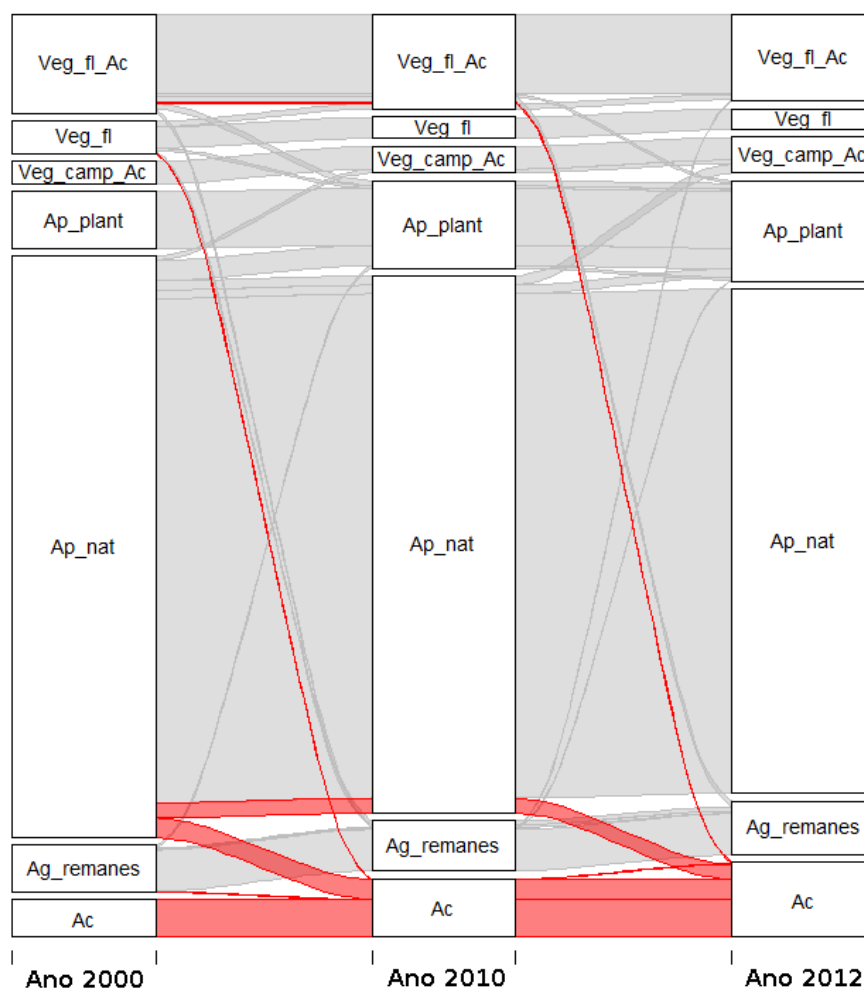 Veg_fl_Ac Veg_fl_Ac Veg_fl_Ac
Veg_fl Veg_fl Veg_fl
Veg_camp_Ac Veg_camp_Ac Veg_camp_Ac
Ap_plant Ap_plant Ap_plant
Ap_nat Ap_nat Ap_nat
Ag_remanes Ag_remanes Ag_remanes
Ac Ac Ac
Ano 2000 Ano 2010 Ano 2012